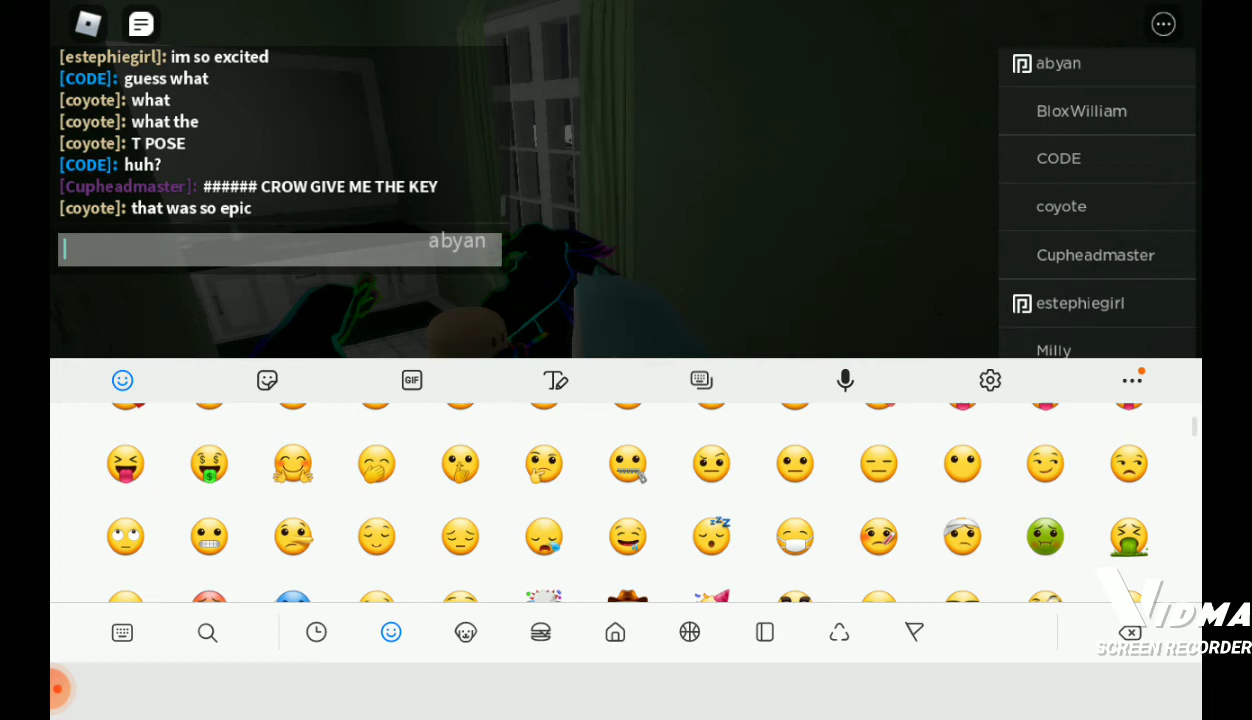 [estephiegirl]: im so excited
[CODE]: guess what
[coyote]: what
[coyote]: what the
[coyote]: T POSE
[CODE]: huh?
[Cupheadmaster]: ###### CROW GIVE ME THE KEY
[coyote]: that was so epic
abyan
abyan
BloxWilliam
CODE
coyote
Cupheadmaster
estephiegirl
Milly
GIF
VIDMA
SCREEN RECORDER